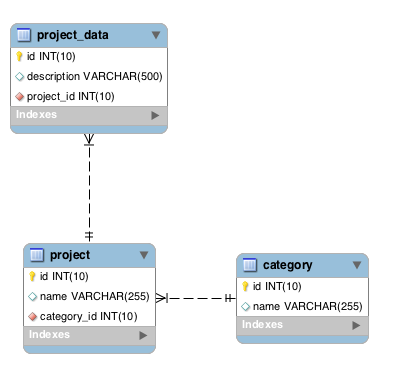 project_data
id INT(10)
description VARCHAR(500)
project_id INT(10)
Indexes
project
id INT(10)
name VARCHAR(255)
category_id INT(10)
Indexes
category
id INT(10)
name VARCHAR(255)
Indexes